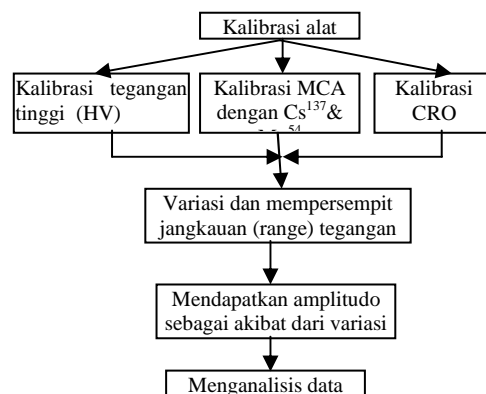 Kalibrasi alat
Kalibrasi tegangan
tinggi (HV)
Kalibrasi MCA
dengan Cs¹³⁷&
Kalibrasi
CRO
Variasi dan mempersempit
jangkauan (range) tegangan
Mendapatkan amplitudo
sebagai akibat dari variasi
Menganalisis data